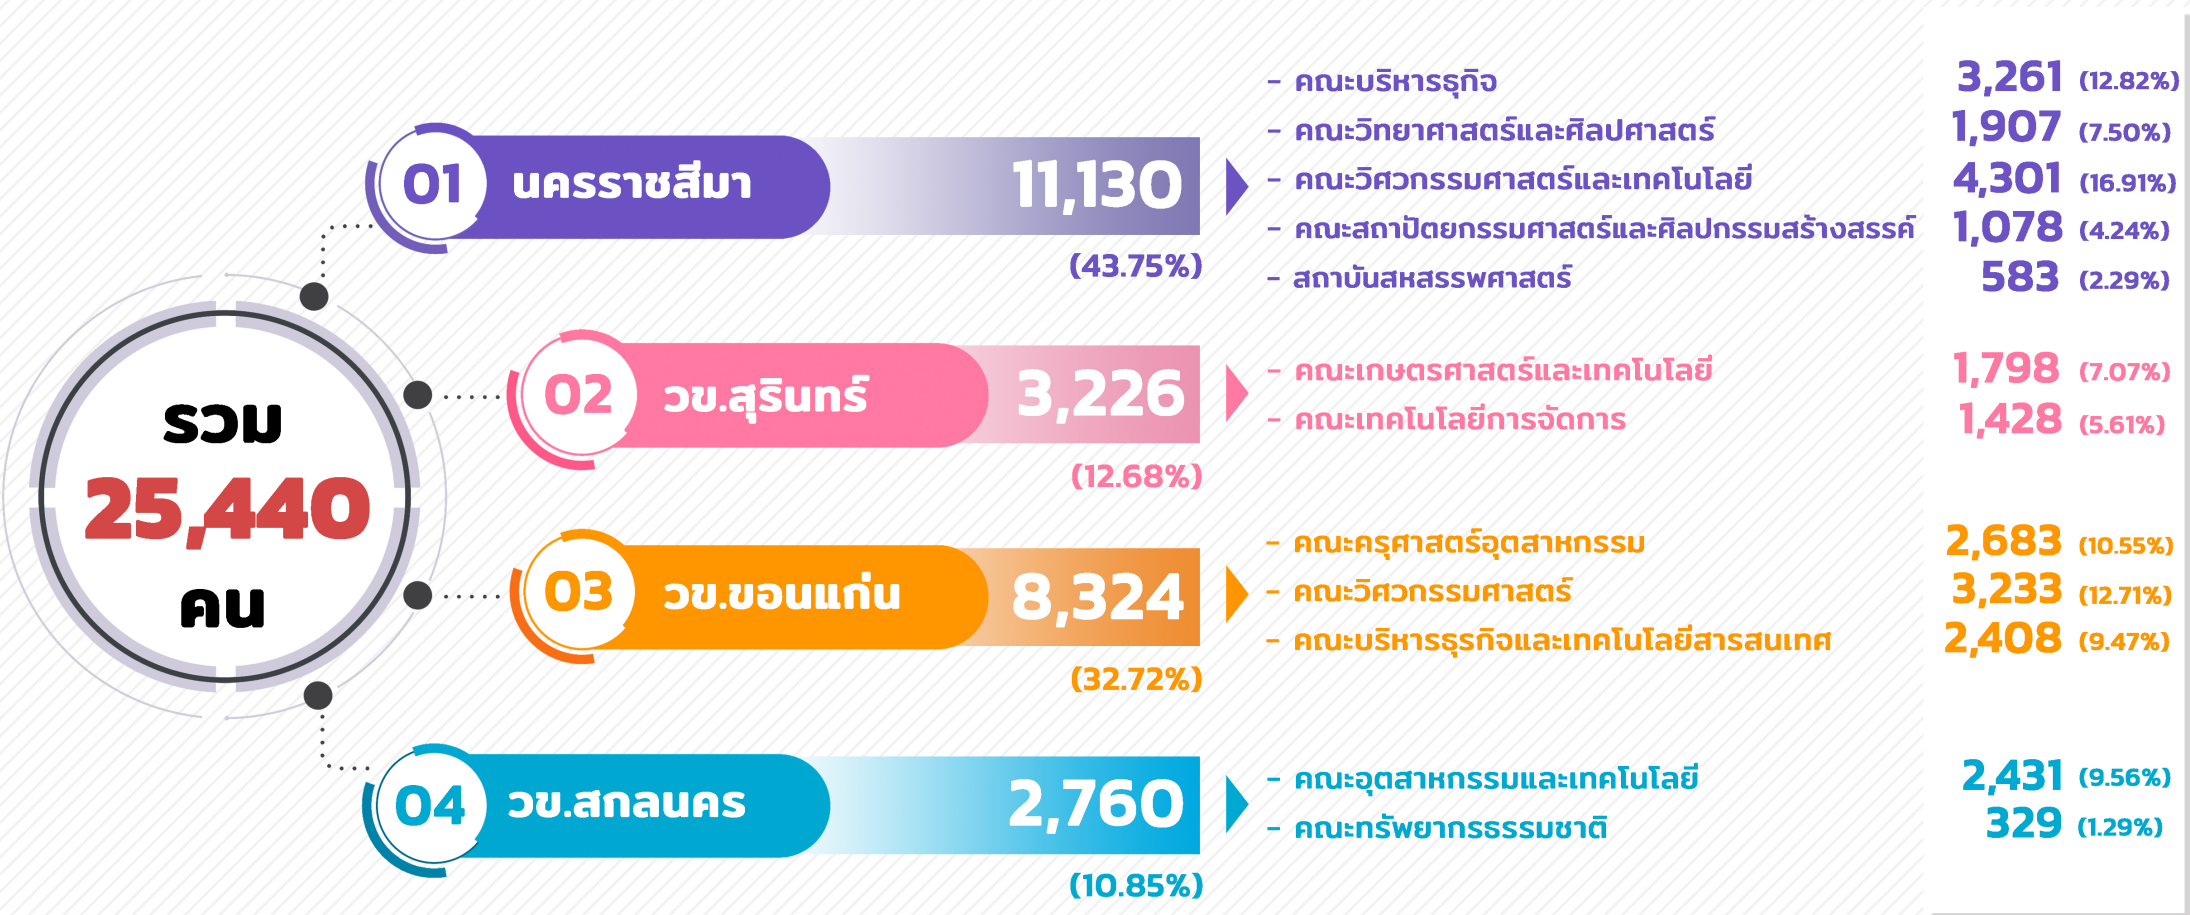 รวม
25,440
คน
01 นครราชสีมา 11,130
(43.75%)
- คณะบริหารธุกิจ 3,261 (12.82%)
- คณะวิทยาศาสตร์และศิลปศาสตร์ 1,907 (7.50%)
- คณะวิศวกรรมศาสตร์และเทคโนโลยี 4,301 (16.91%)
- คณะสถาปัตยกรรมศาสตร์และศิลปกรรมสร้างสรรค์ 1,078 (4.24%)
- สถาบันสหสรรพศาสตร์ 583 (2.29%)
02 วข.สุรินทร์ 3,226
(12.68%)
- คณะเกษตรศาสตร์และเทคโนโลยี 1,798 (7.07%)
- คณะเทคโนโลยีการจัดการ 1,428 (5.61%)
03 วข.ขอนแก่น 8,324
(32.72%)
- คณะครุศาสตร์อุตสาหกรรม 2,683 (10.55%)
- คณะวิศวกรรมศาสตร์ 3,233 (12.71%)
- คณะบริหารธุรกิจและเทคโนโลยีสารสนเทศ 2,408 (9.47%)
04 วข.สกลนคร 2,760
(10.85%)
- คณะอุตสาหกรรมและเทคโนโลยี 2,431 (9.56%)
- คณะทรัพยากรธรรมชาติ 329 (1.29%)